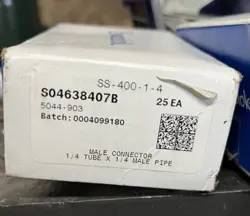 SS-400-1-4
S04638407B
25 EA
5044-903
Batch: 0004099180
MALE CONNECTOR
1/4 TUBE X 1/4 MALE PIPE